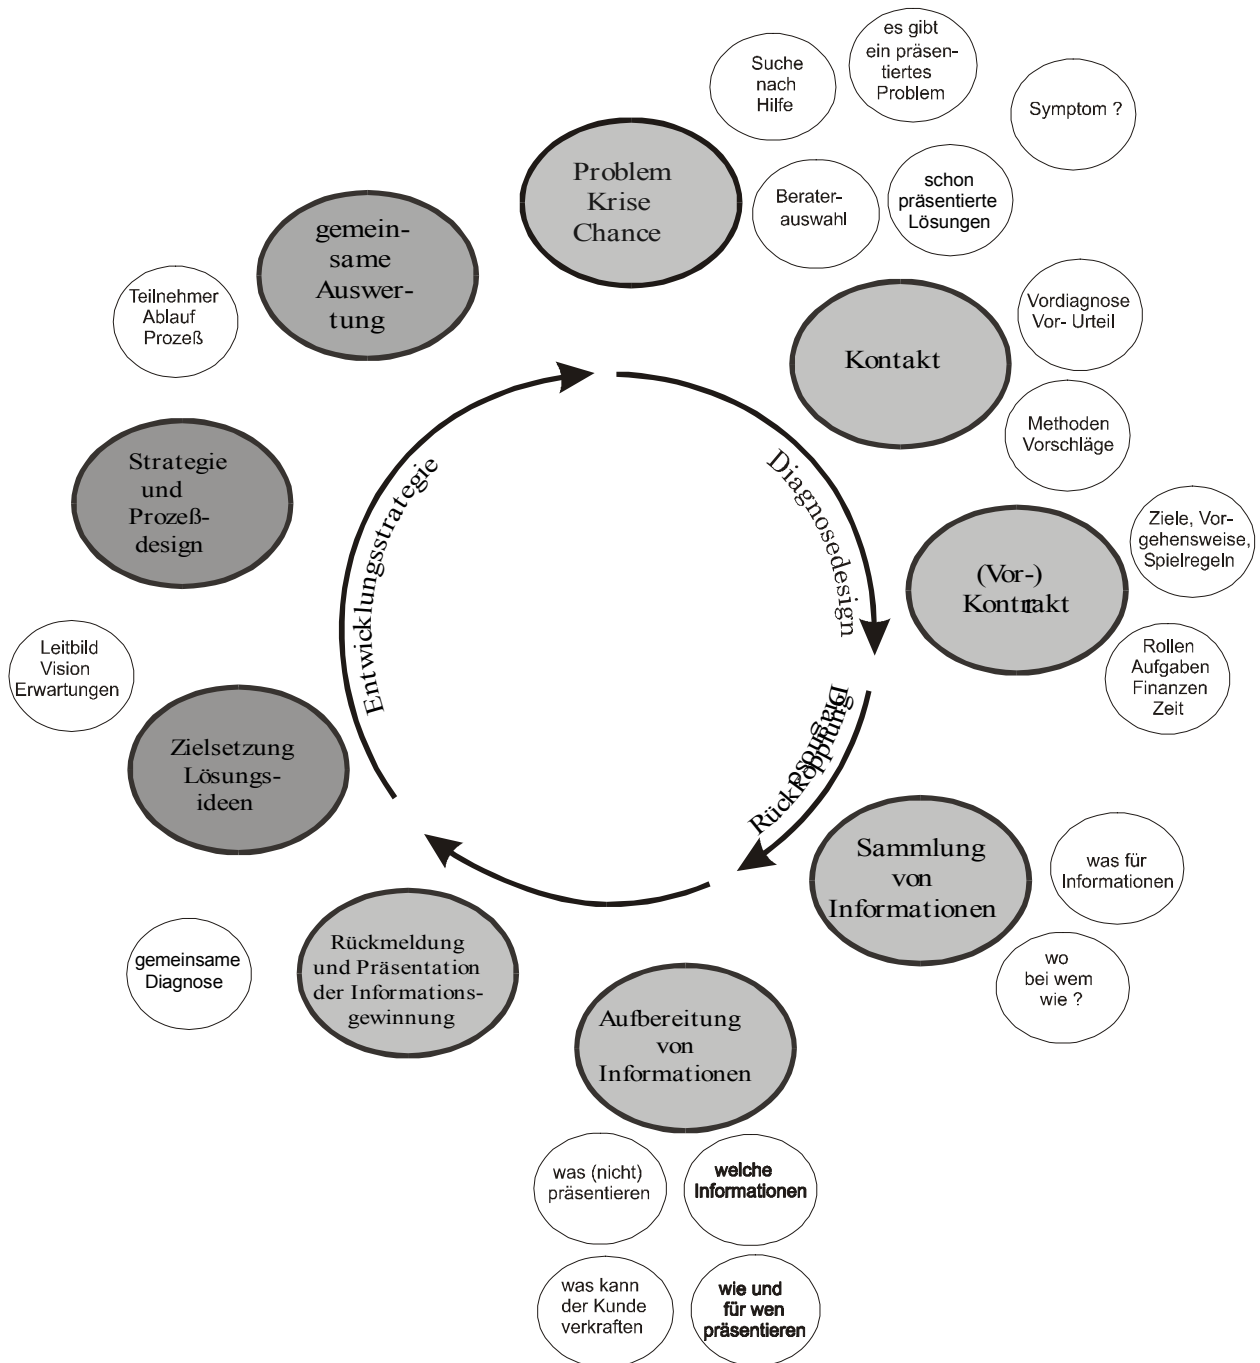 Problem
Krise
Chance
Suche
nach
Hilfe
es gibt
ein präsen-
tiertes
Problem
Symptom ?
Berater-
auswahl
schon
präsentierte
Lösungen
Kontakt
Vordiagnose
Vor- Urteil
Methoden
Vorschläge
(Vor-)
Kontrakt
Ziele, Vor-
gehensweise,
Spielregeln
Rollen
Aufgaben
Finanzen
Zeit
Sammlung
von
Informationen
was für
Informationen
wo
bei wem
wie ?
Aufbereitung
von
Informationen
was (nicht)
präsentieren
welche
Informationen
was kann
der Kunde
verkraften
wie und
für wen
präsentieren
Rückmeldung
und Präsentation
der Informations-
gewinnung
gemeinsame
Diagnose
Zielsetzung
Lösungs-
ideen
Leitbild
Vision
Erwartungen
Strategie
und
Prozeß-
design
gemein-
same
Auswer-
tung
Teilnehmer
Ablauf
Prozeß
Diagnosedesign
Diagnose
Rückkopplung
Entwicklungsstrategie